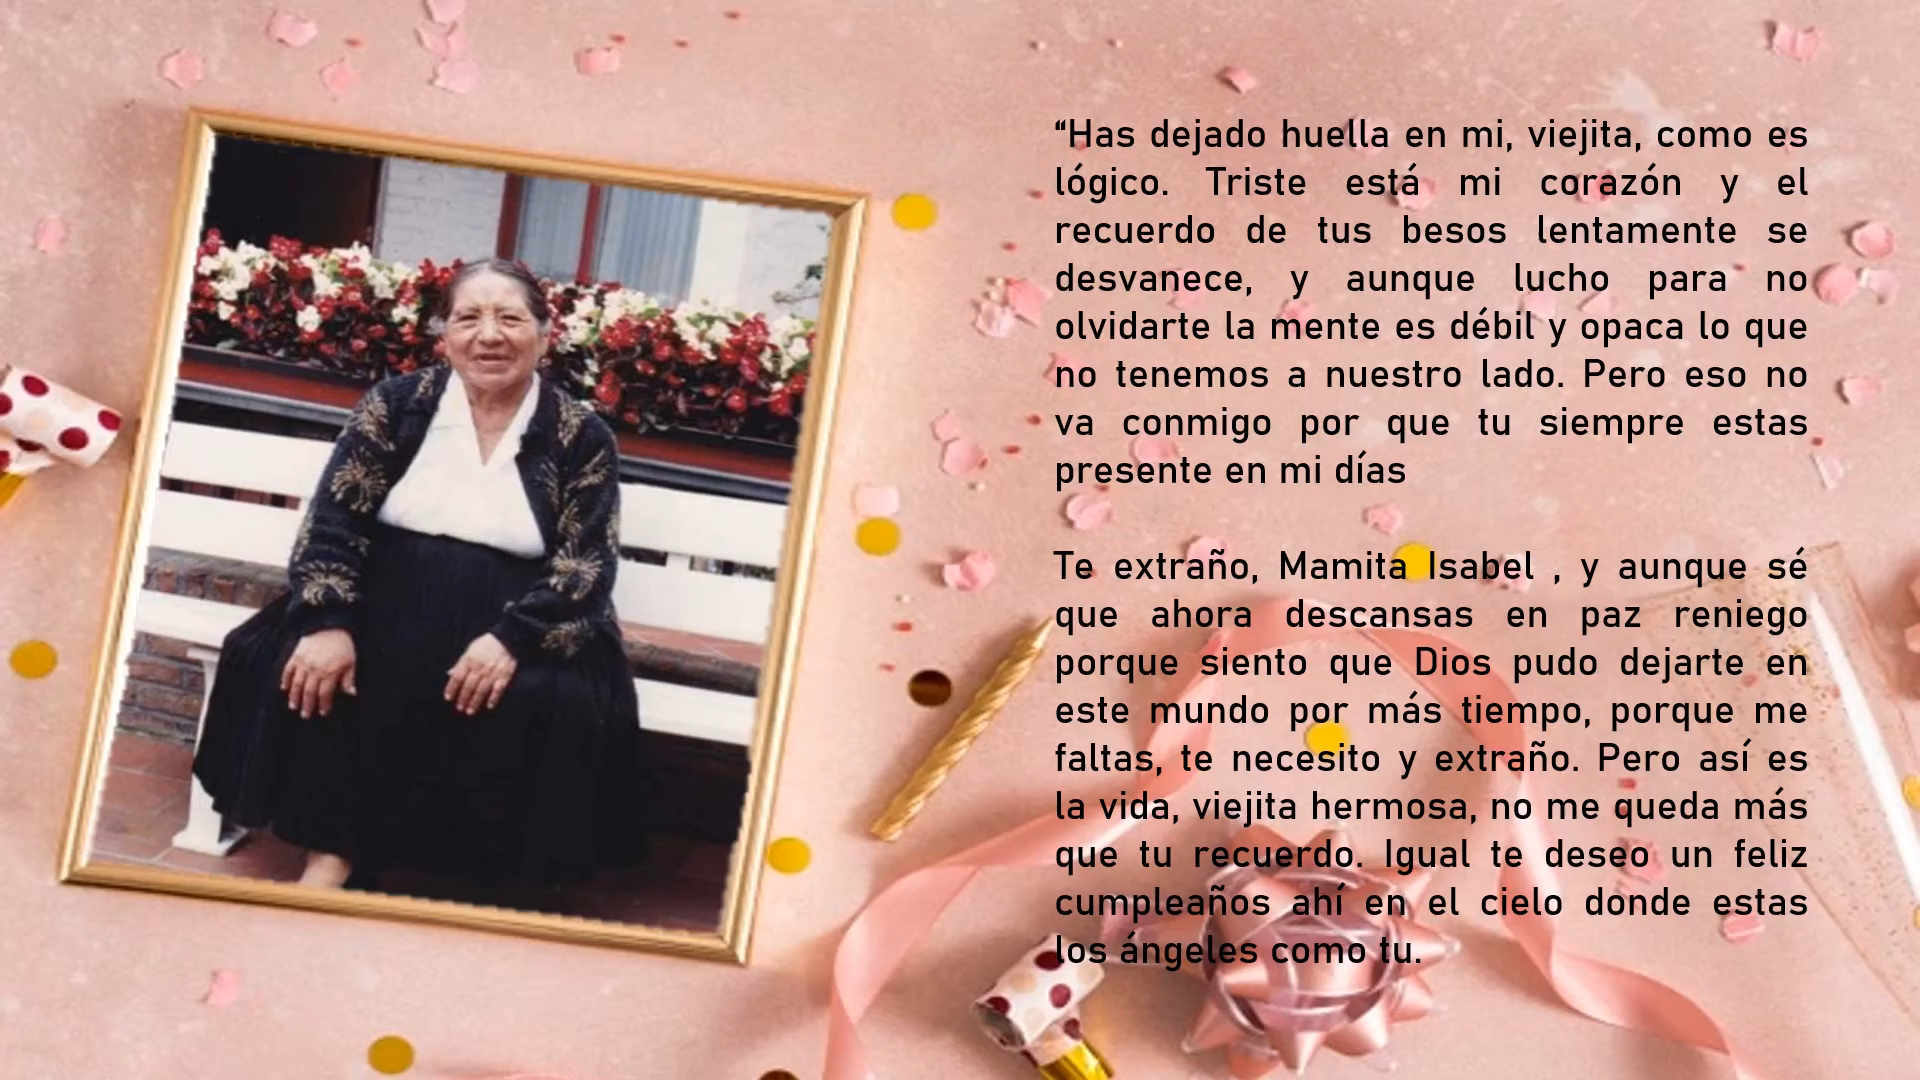 “Has dejado huella en mi, viejita, como es
lógico. Triste está mi corazón y el
recuerdo de tus besos lentamente se
desvanece, y aunque lucho para no
olvidarte la mente es débil y opaca lo que
no tenemos a nuestro lado. Pero eso no
va conmigo por que tu siempre estas
presente en mi días
Te extraño, Mamita Isabel , y aunque sé
que ahora descansas en paz reniego
porque siento que Dios pudo dejarte en
este mundo por más tiempo, porque me
faltas, te necesito y extraño. Pero así es
la vida, viejita hermosa, no me queda más
que tu recuerdo. Igual te deseo un feliz
cumpleaños ahí en el cielo donde estas
los ángeles como tu.